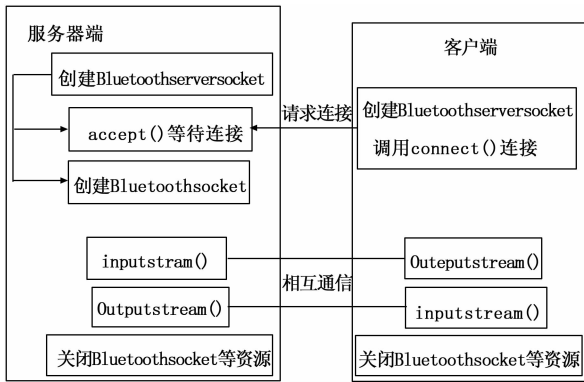 服务器端
创建Bluetoothserversocket
accept()等待连接
创建Bluetoothsocket
inputstram()
Outputstream()
关闭Bluetoothsocket等资源
请求连接
相互通信
客户端
创建Bluetoothserversocket
调用connect()连接
Outeputstream()
inputstream()
关闭Bluetoothsocket等资源